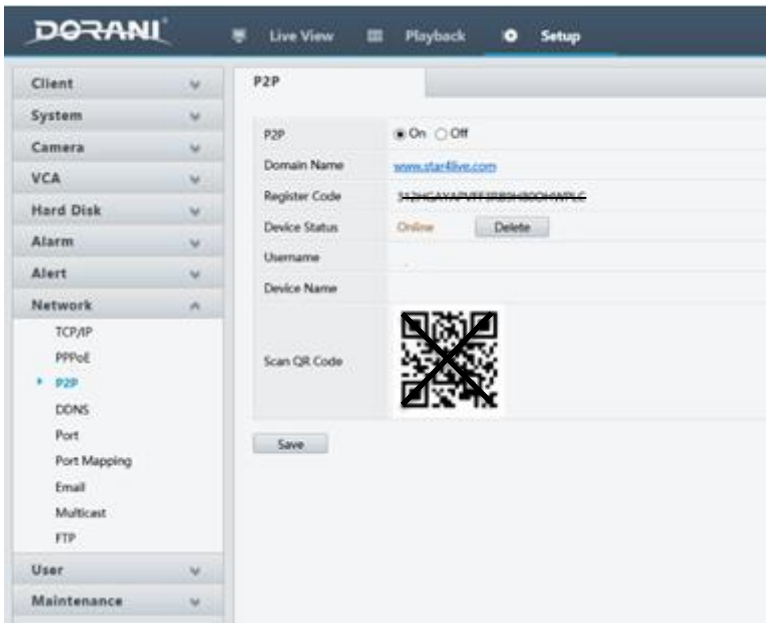 DORANI
Live View Playback Setup
Client
System
Camera
VCA
Hard Disk
Alarm
Alert
Network
TCP/IP
PPPoE
P2P
DDNS
Port
Port Mapping
Email
Multicast
FTP
User
Maintenance
P2P
P2P On Off
Domain Name www.star4live.com
Register Code
Device Status Online Delete
Username
Device Name
Scan QR Code
Save